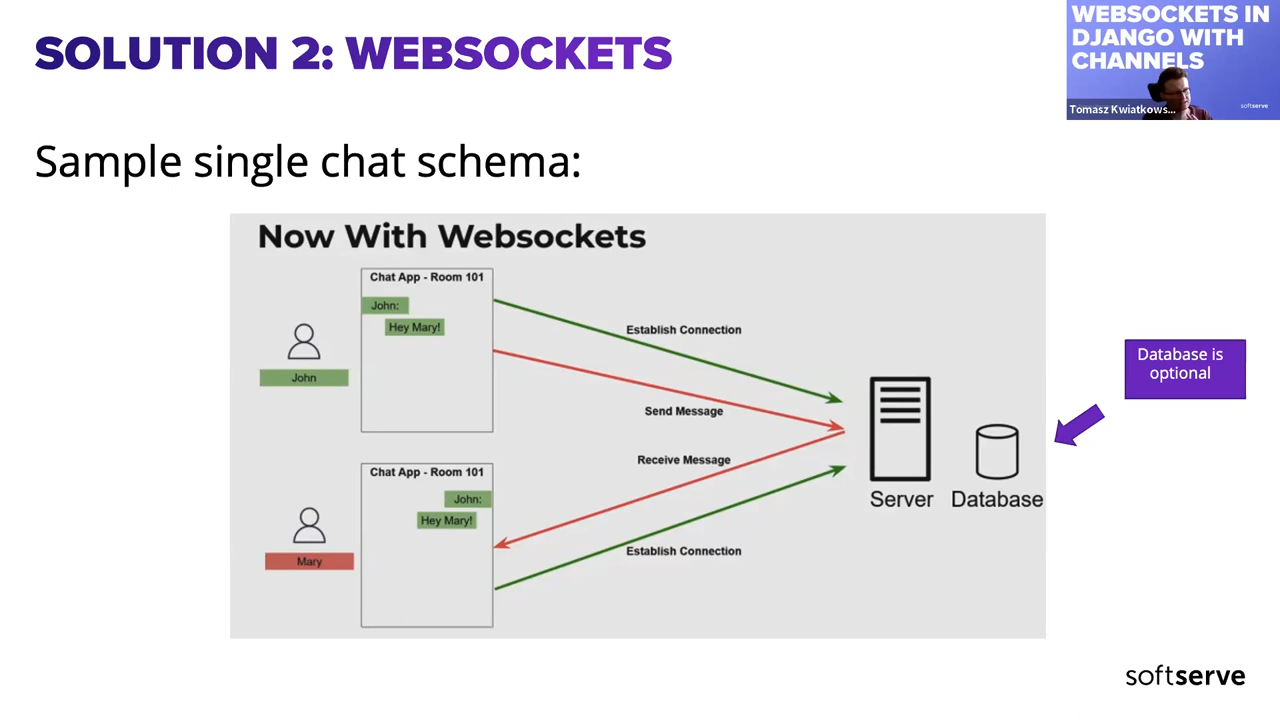 SOLUTION 2: WEBSOCKETS
WEBSOCKETS IN
DJANGO WITH
CHANNELS
softserve
Tomasz Kwiatkows...
Sample single chat schema:
Now With Websockets
Chat App - Room 101
John:
Hey Mary!
John
Establish Connection
Send Message
Receive Message
Establish Connection
Chat App - Room 101
John:
Hey Mary!
Mary
Server
Database
Database is
optional
softserve